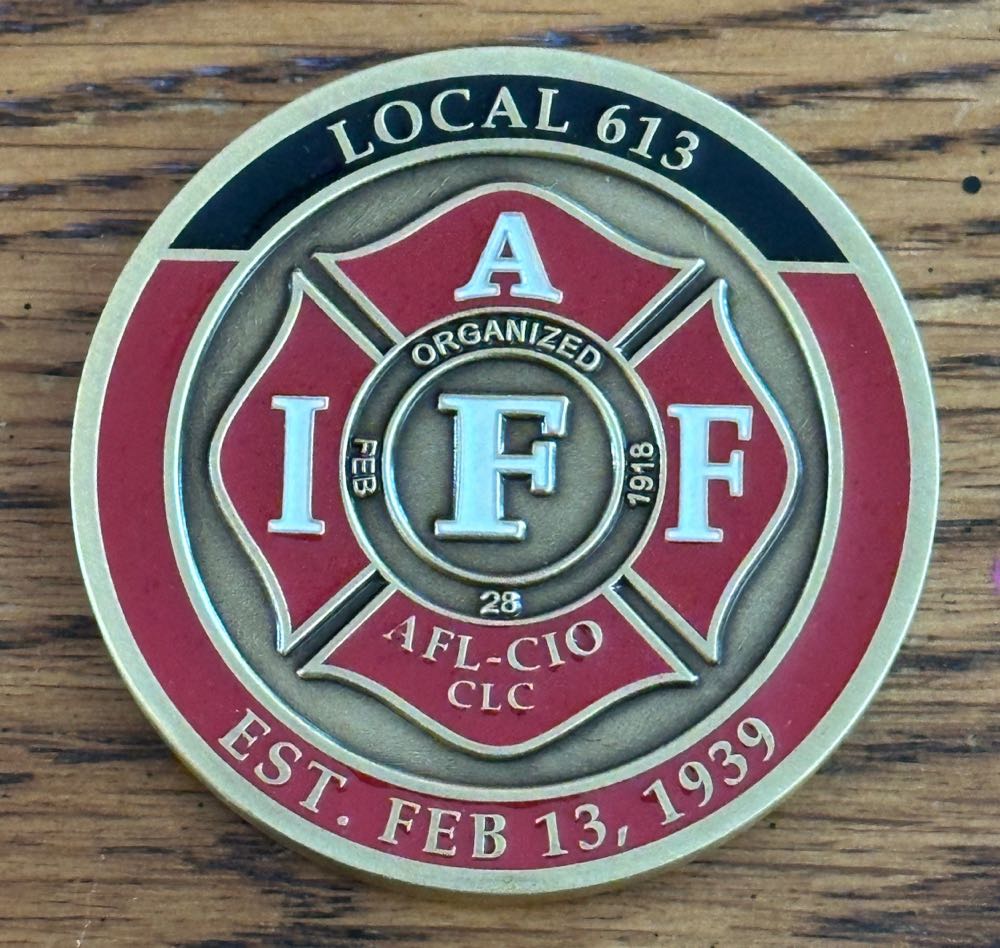 LOCAL 613
A
ORGANIZED
I F F
FEB 1918
28
AFL-CIO
CLC
EST. FEB 13, 1939